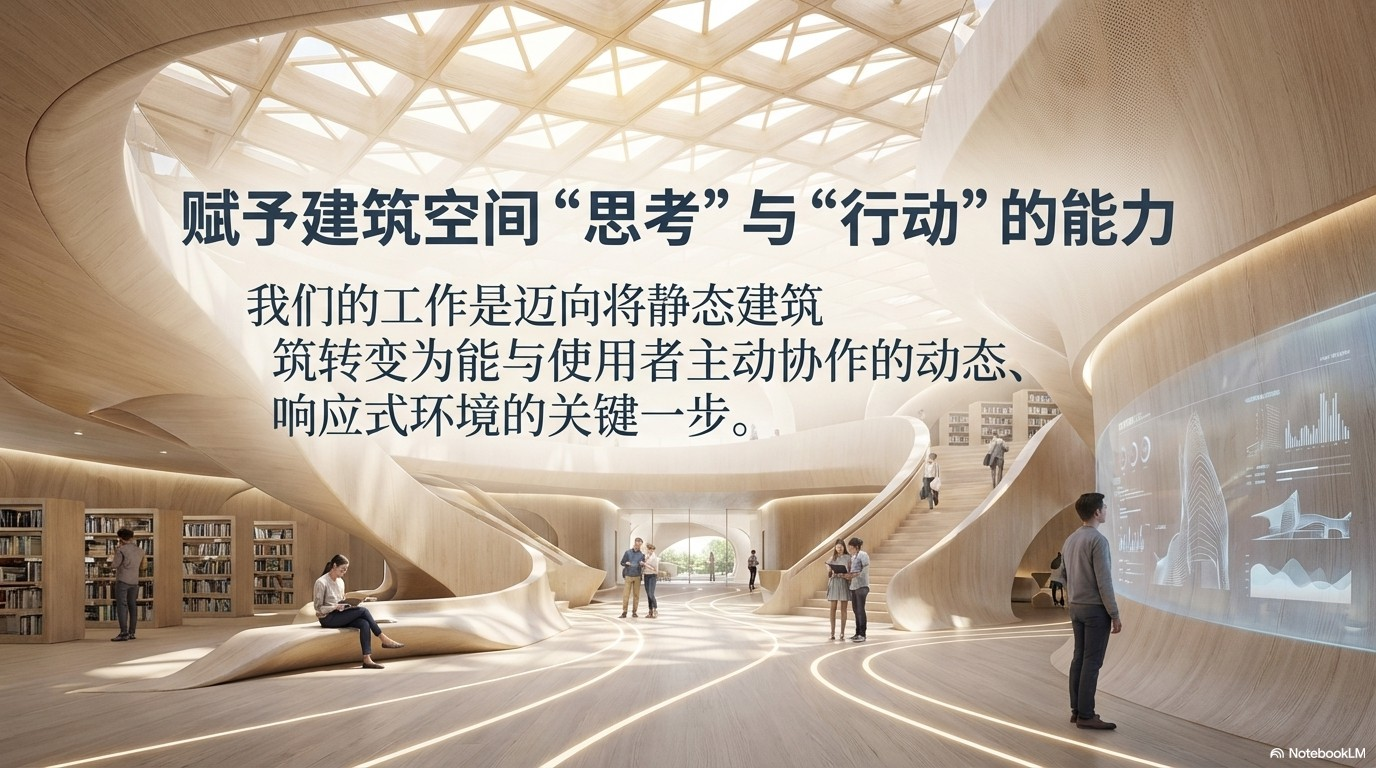 赋予建筑空间“思考”与“行动”的能力
我们的工作是迈向将静态建筑
筑转变为能与使用者主动协作的动态、
响应式环境的关键一步。
NotebookLM